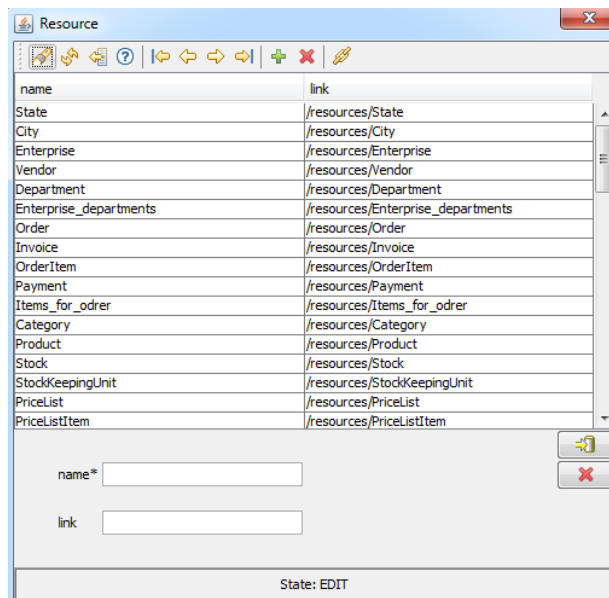 Resource
name link
State /resources/State
City /resources/City
Enterprise /resources/Enterprise
Vendor /resources/Vendor
Department /resources/Department
Enterprise_departments /resources/Enterprise_departments
Order /resources/Order
Invoice /resources/Invoice
OrderItem /resources/OrderItem
Payment /resources/Payment
Items_for_odrer /resources/Items_for_odrer
Category /resources/Category
Product /resources/Product
Stock /resources/Stock
StockKeepingUnit /resources/StockKeepingUnit
PriceList /resources/PriceList
PriceListItem /resources/PriceListItem
name*
link
State: EDIT